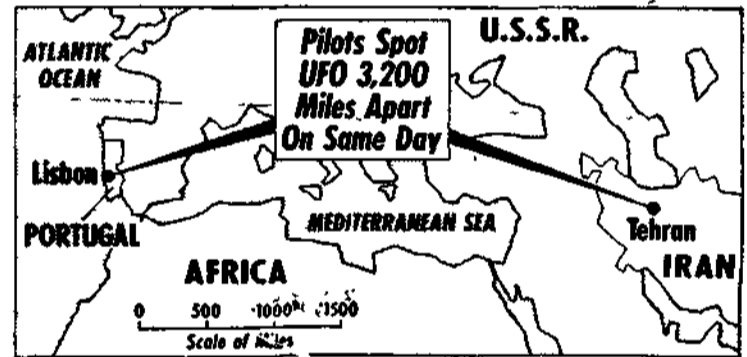 ATLANTIC
OCEAN
Pilots Spot
UFO 3,200
Miles Apart
On Same Day
U.S.S.R.
Lisbon
PORTUGAL
MEDITERRANEAN SEA
Tehran
IRAN
AFRICA
0 500 1000 1500
Scale of Miles